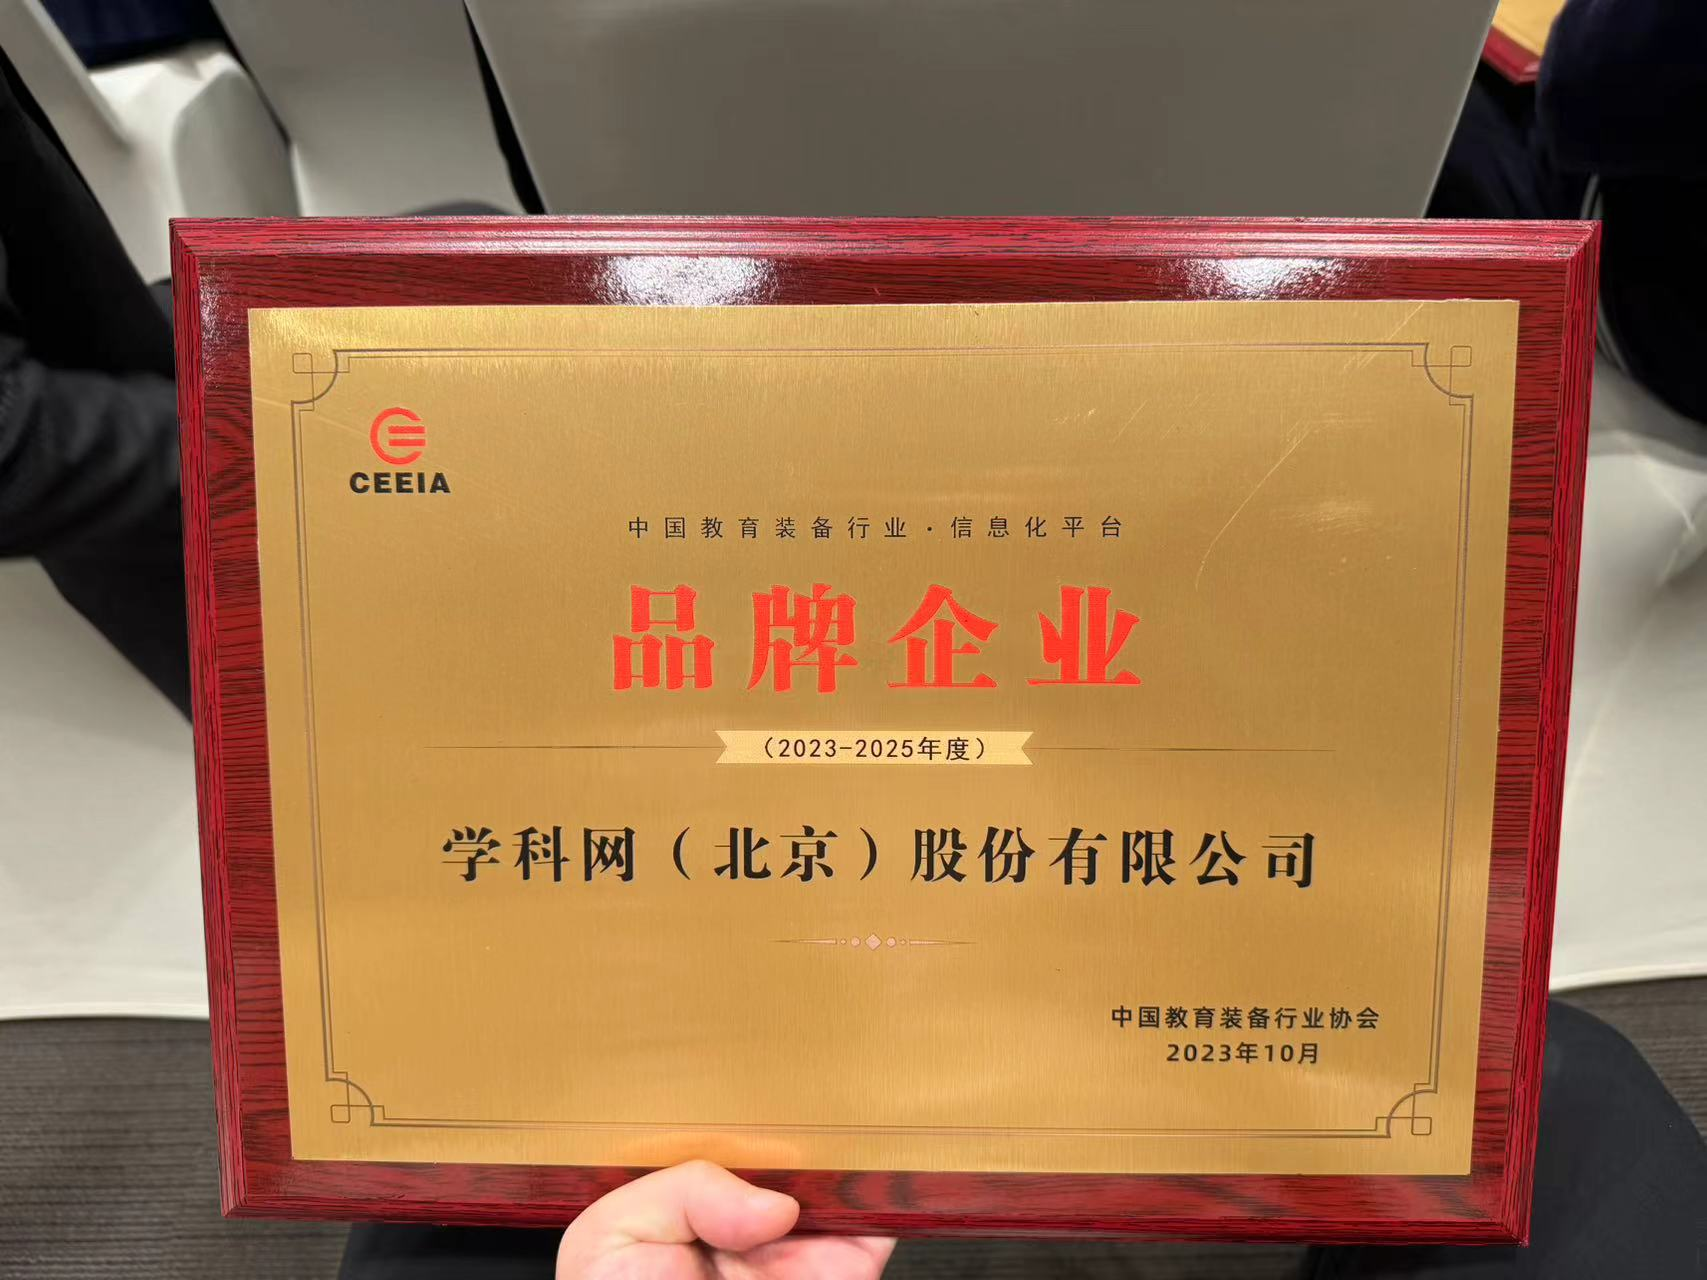 CEEIA
中国教育装备行业·信息化平台
品牌企业
（2023-2025年度）
学科网（北京）股份有限公司
中国教育装备行业协会
2023年10月